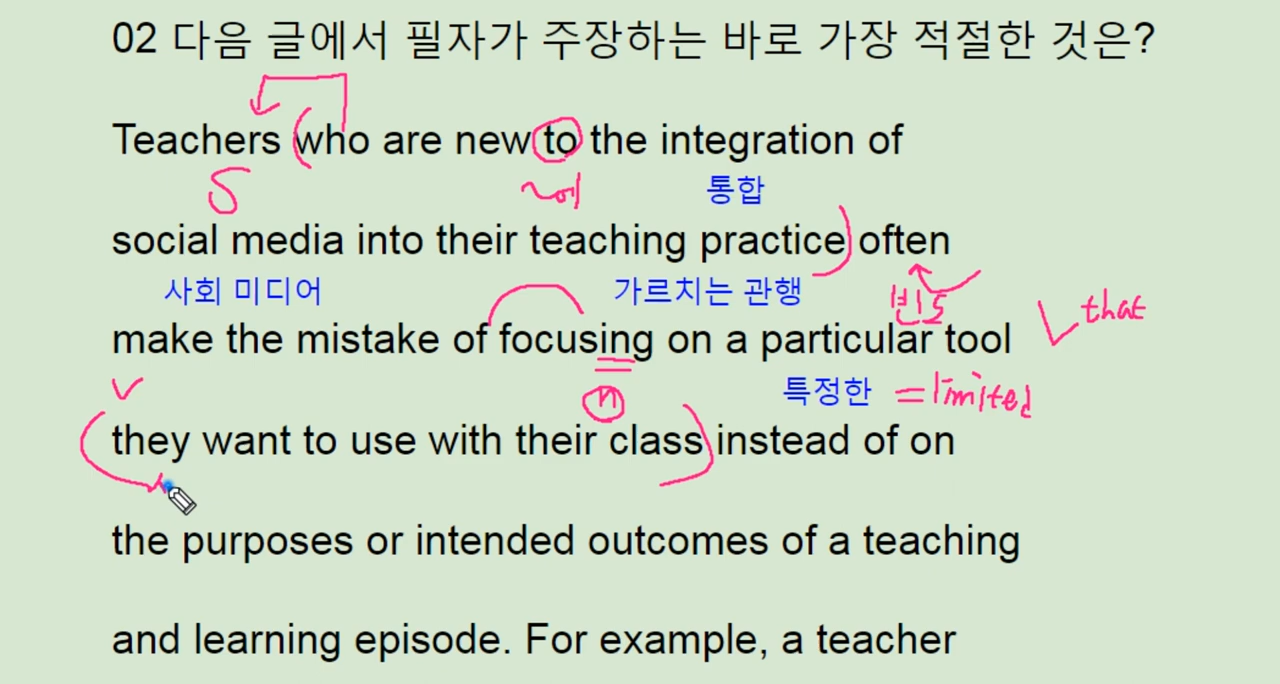 02 다음 글에서 필자가 주장하는 바로 가장 적절한 것은?
Teachers who are new to the integration of
S ~에 통합
social media into their teaching practice often
사회 미디어 가르치는 관행 빈도
make the mistake of focusing on a particular tool that
v n 특정한 =limited
they want to use with their class instead of on
the purposes or intended outcomes of a teaching
and learning episode. For example, a teacher